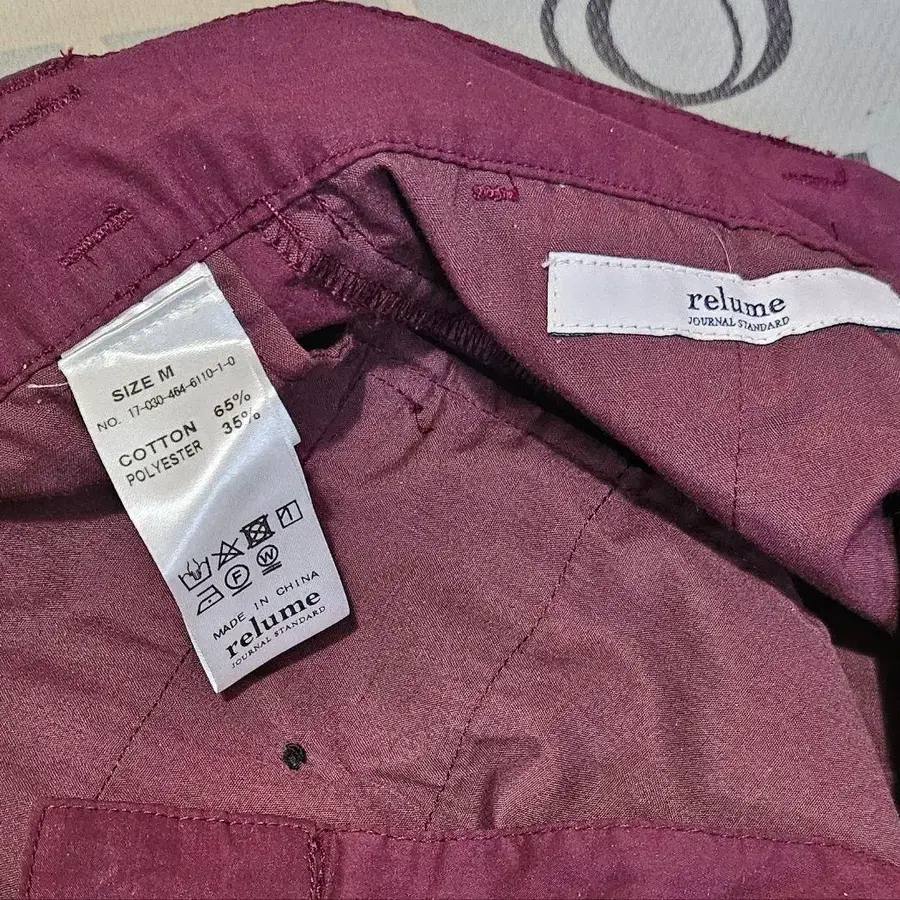 SIZE M
NO. 17-030-464-6110-1-0
COTTON 65%
POLYESTER 35%
F W
MADE IN CHINA
relume
JOURNAL STANDARD
relume
JOURNAL STANDARD